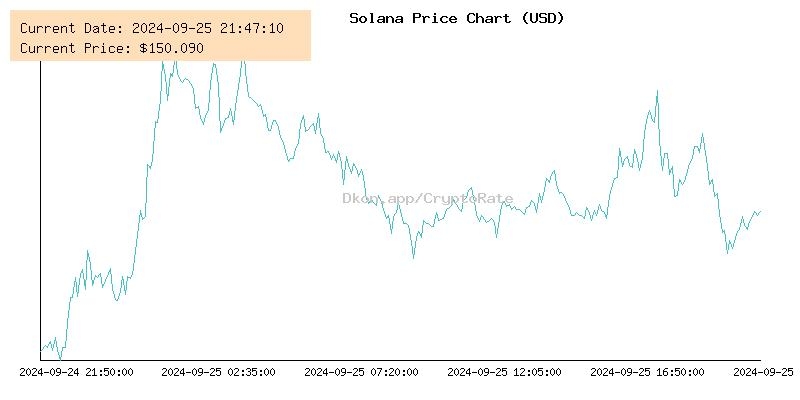 Solana Price Chart (USD)
Current Date: 2024-09-25 21:47:10
Current Price: $150.090
Dkon.app/CryptoRate
2024-09-24 21:50:00 2024-09-25 02:35:00 2024-09-25 07:20:00 2024-09-25 12:05:00 2024-09-25 16:50:00 2024-09-25